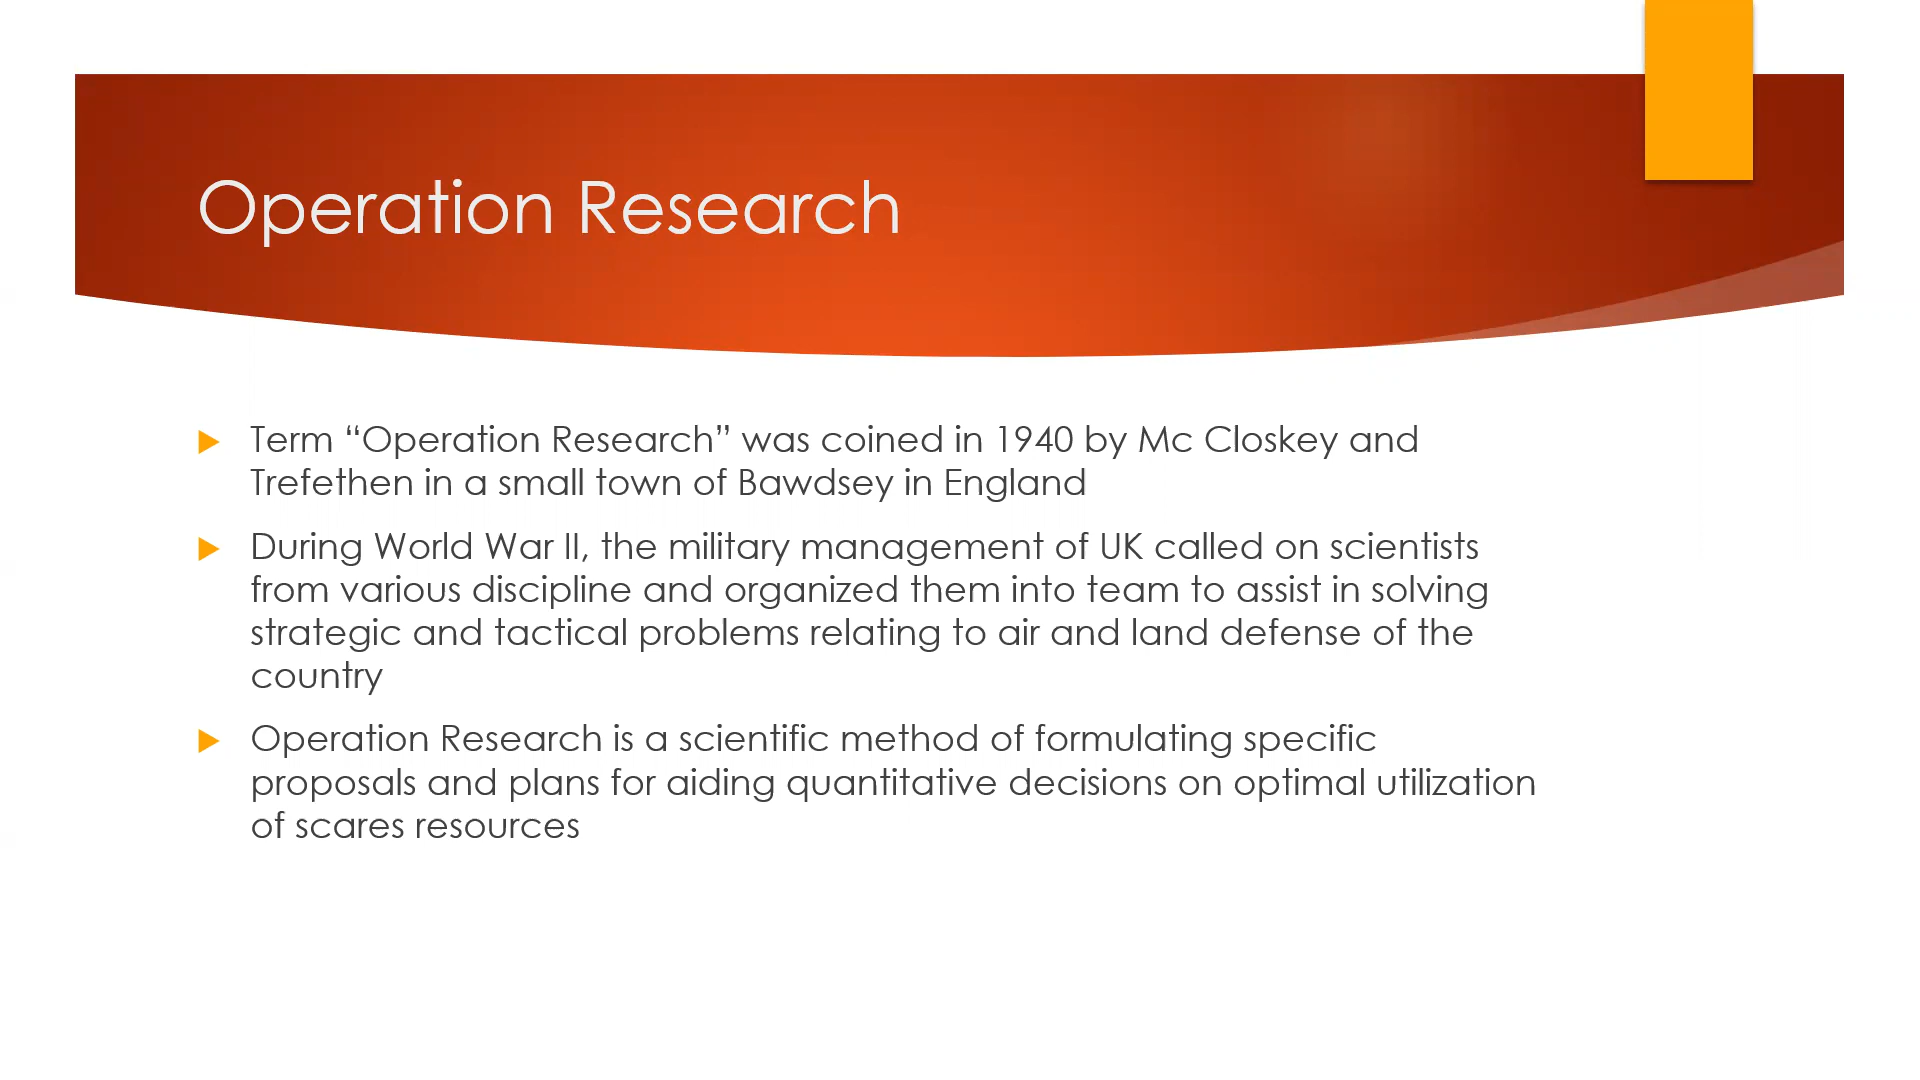 Operation Research
Term “Operation Research” was coined in 1940 by Mc Closkey and
Trefethen in a small town of Bawdsey in England
During World War II, the military management of UK called on scientists
from various discipline and organized them into team to assist in solving
strategic and tactical problems relating to air and land defense of the
country
Operation Research is a scientific method of formulating specific
proposals and plans for aiding quantitative decisions on optimal utilization
of scares resources